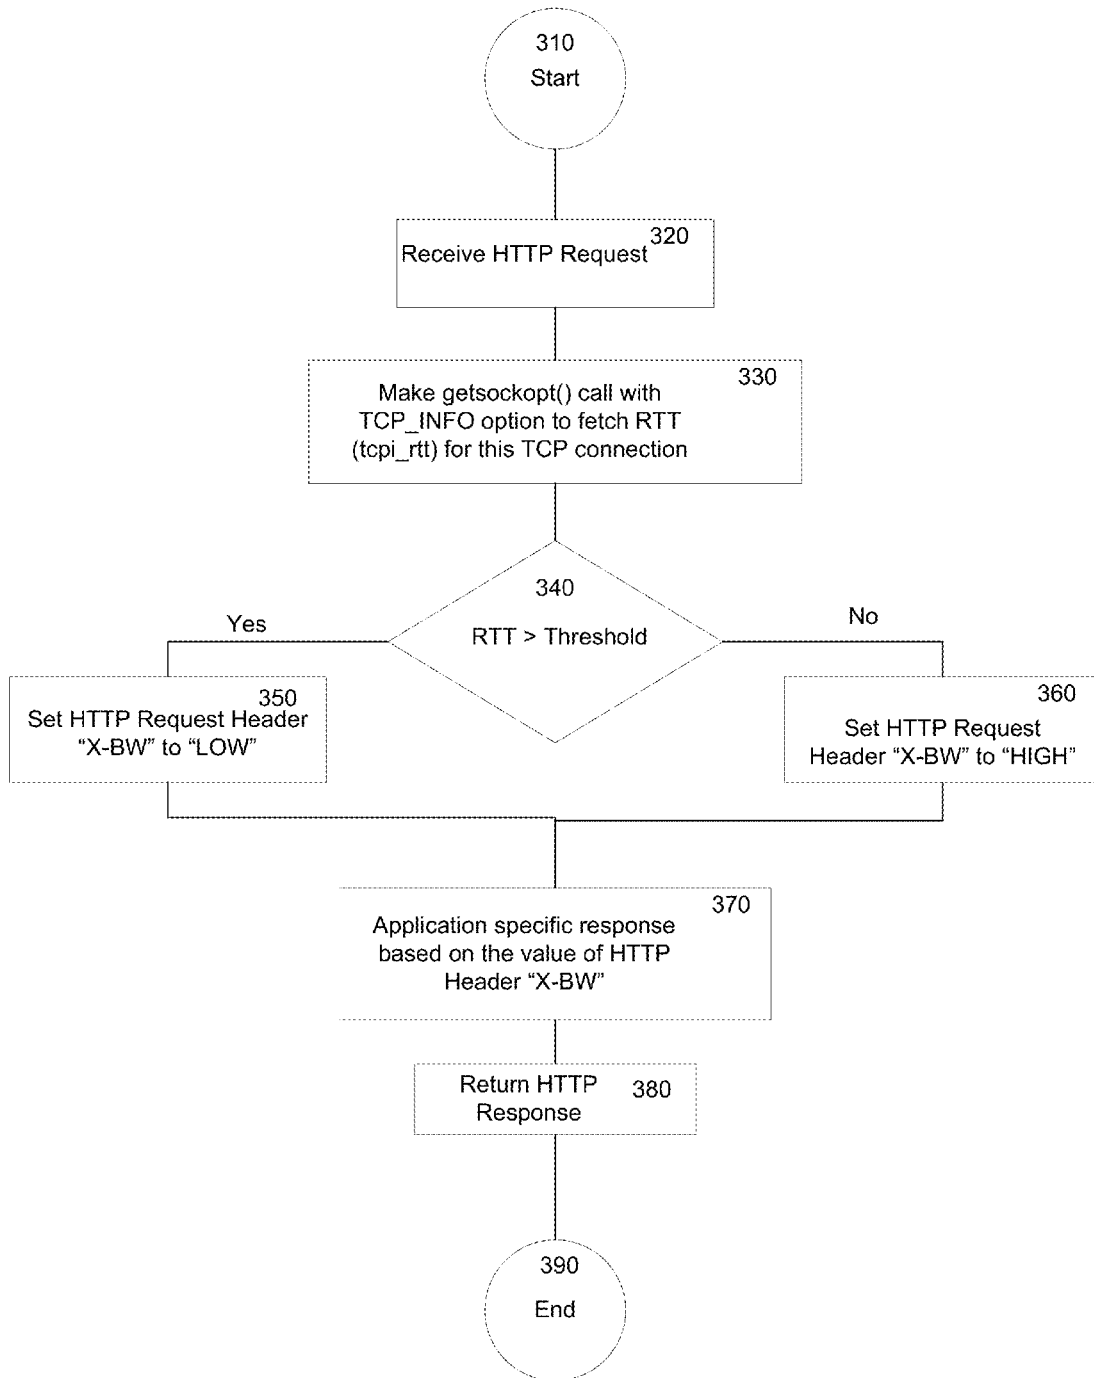 310
Start
320
Receive HTTP Request
330
Make getsockopt() call with
TCP_INFO option to fetch RTT
(tcpi_rtt) for this TCP connection
340
RTT > Threshold
Yes
No
350
Set HTTP Request Header
“X-BW” to “LOW”
360
Set HTTP Request
Header “X-BW” to “HIGH”
370
Application specific response
based on the value of HTTP
Header “X-BW”
Return HTTP
Response
380
390
End